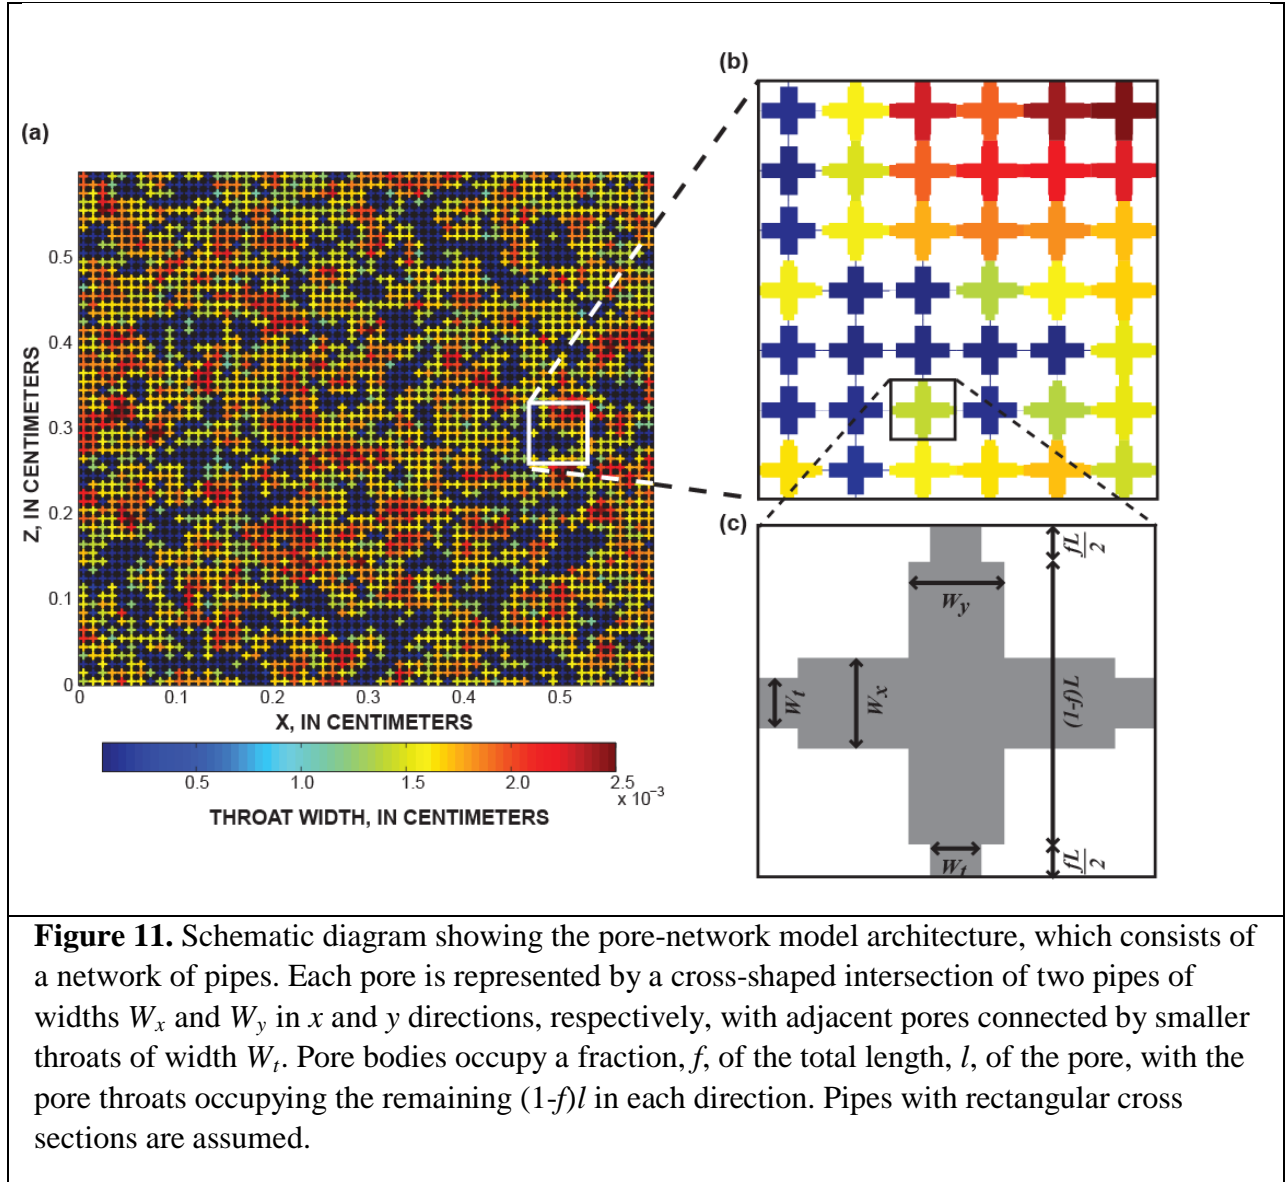 (b)
(a)
0.5
0.4
0.3
0.2
0.1
0
Z, IN CENTIMETERS
0
0.1
0.2
0.3
0.4
0.5
X, IN CENTIMETERS
0.5
1.0
1.5
2.0
2.5
x 10⁻³
THROAT WIDTH, IN CENTIMETERS
(c)
fL/2
Wy
Wt
Wx
(1-f)L
Wt
fL/2
Figure 11. Schematic diagram showing the pore-network model architecture, which consists of
a network of pipes. Each pore is represented by a cross-shaped intersection of two pipes of
widths Wx and Wy in x and y directions, respectively, with adjacent pores connected by smaller
throats of width Wt. Pore bodies occupy a fraction, f, of the total length, l, of the pore, with the
pore throats occupying the remaining (1-f)l in each direction. Pipes with rectangular cross
sections are assumed.